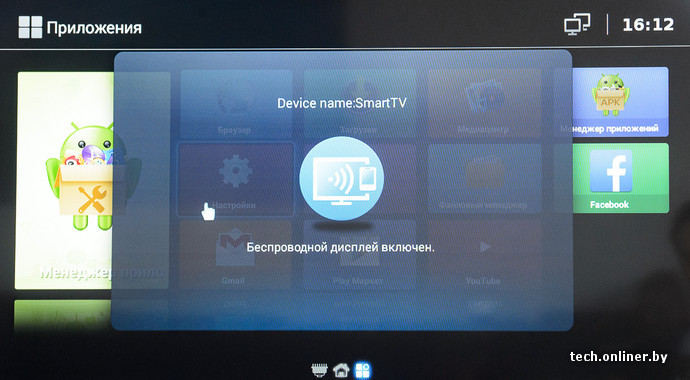 Приложения
16:12
Device name:SmartTV
Браузер
Загрузки
Медиацентр
APK
Менеджер приложений
Настройки
Файловый менеджер
Facebook
Беспроводной дисплей включен.
Менеджер прило
Gmail
Play Маркет
YouTube
tech.onliner.by